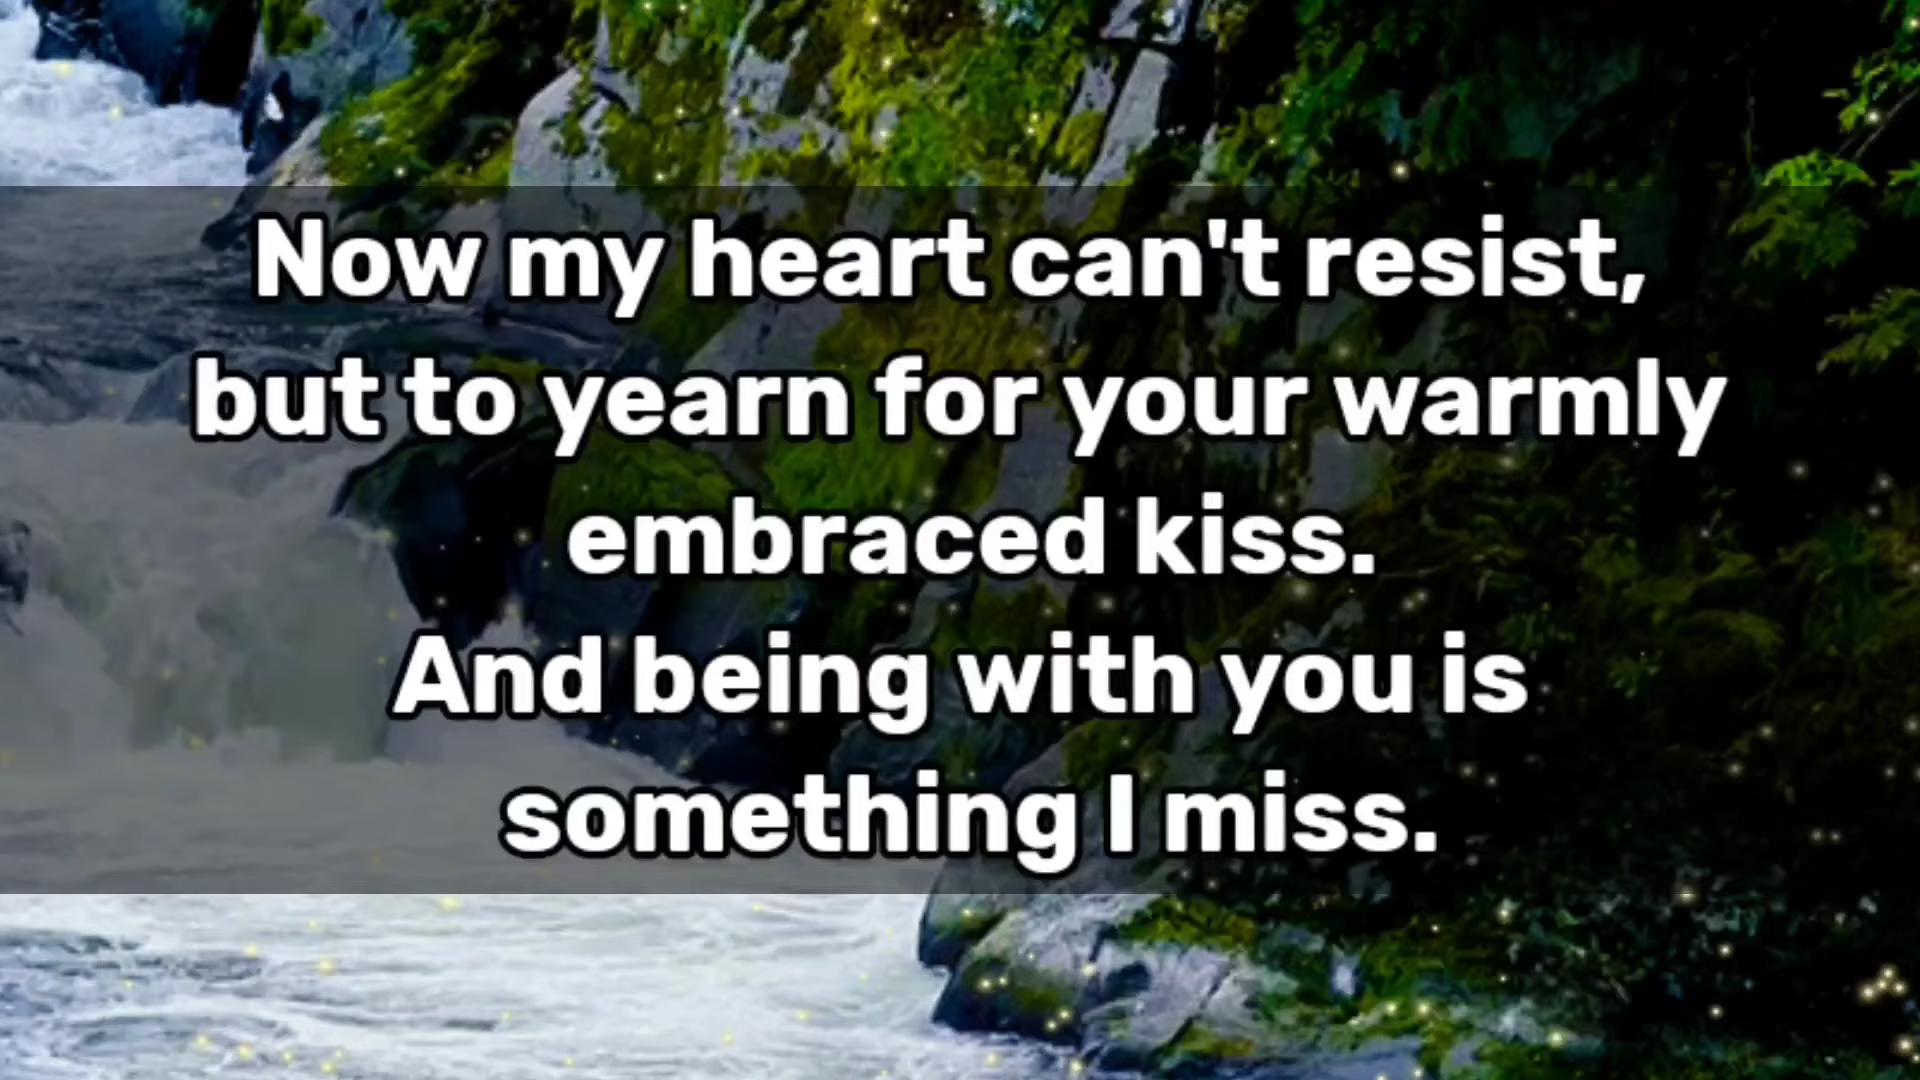 Now my heart can't resist,
but to yearn for your warmly
embraced kiss.
And being with you is
something I miss.